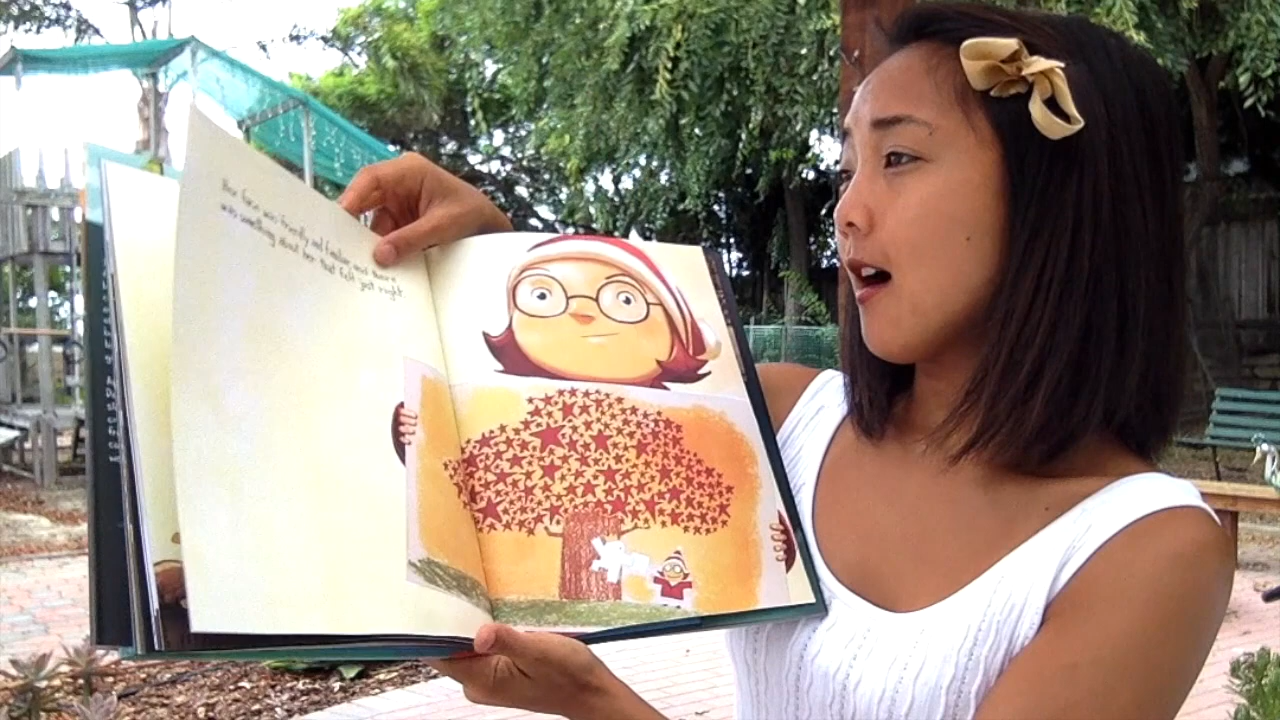 Her face was friendly and familiar, and there
was something about her that felt just right.